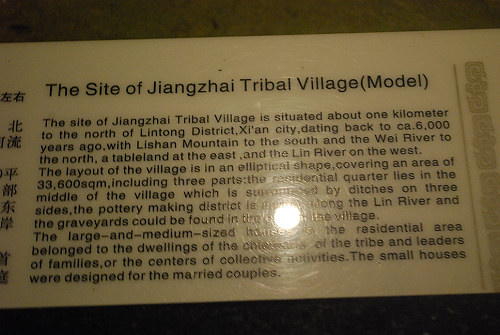 The Site of Jiangzhai Tribal Village(Model)
The site of Jiangzhai Tribal Village is situated about one kilometer
to the north of Lintong District,Xi'an city,dating back to ca.6,000
years ago,with Lishan Mountain to the south and the Wei River to
the north, a tableland at the east ,and the Lin River on the west.
The layout of the village is in an elliptical shape,covering an area of
33,600sqm,including three parts:the residential quarter lies in the
middle of the village which is surrounded by ditches on three
sides,the pottery making district is along the Lin River and
the graveyards could be found in the village.
The large-and-medium-sized houses the residential area
belonged to the dwellings of the of the tribe and leaders
of families,or the centers of collective activities.The small houses
were designed for the married couples.
左右
北
流
平
部
东
岸
首
庭